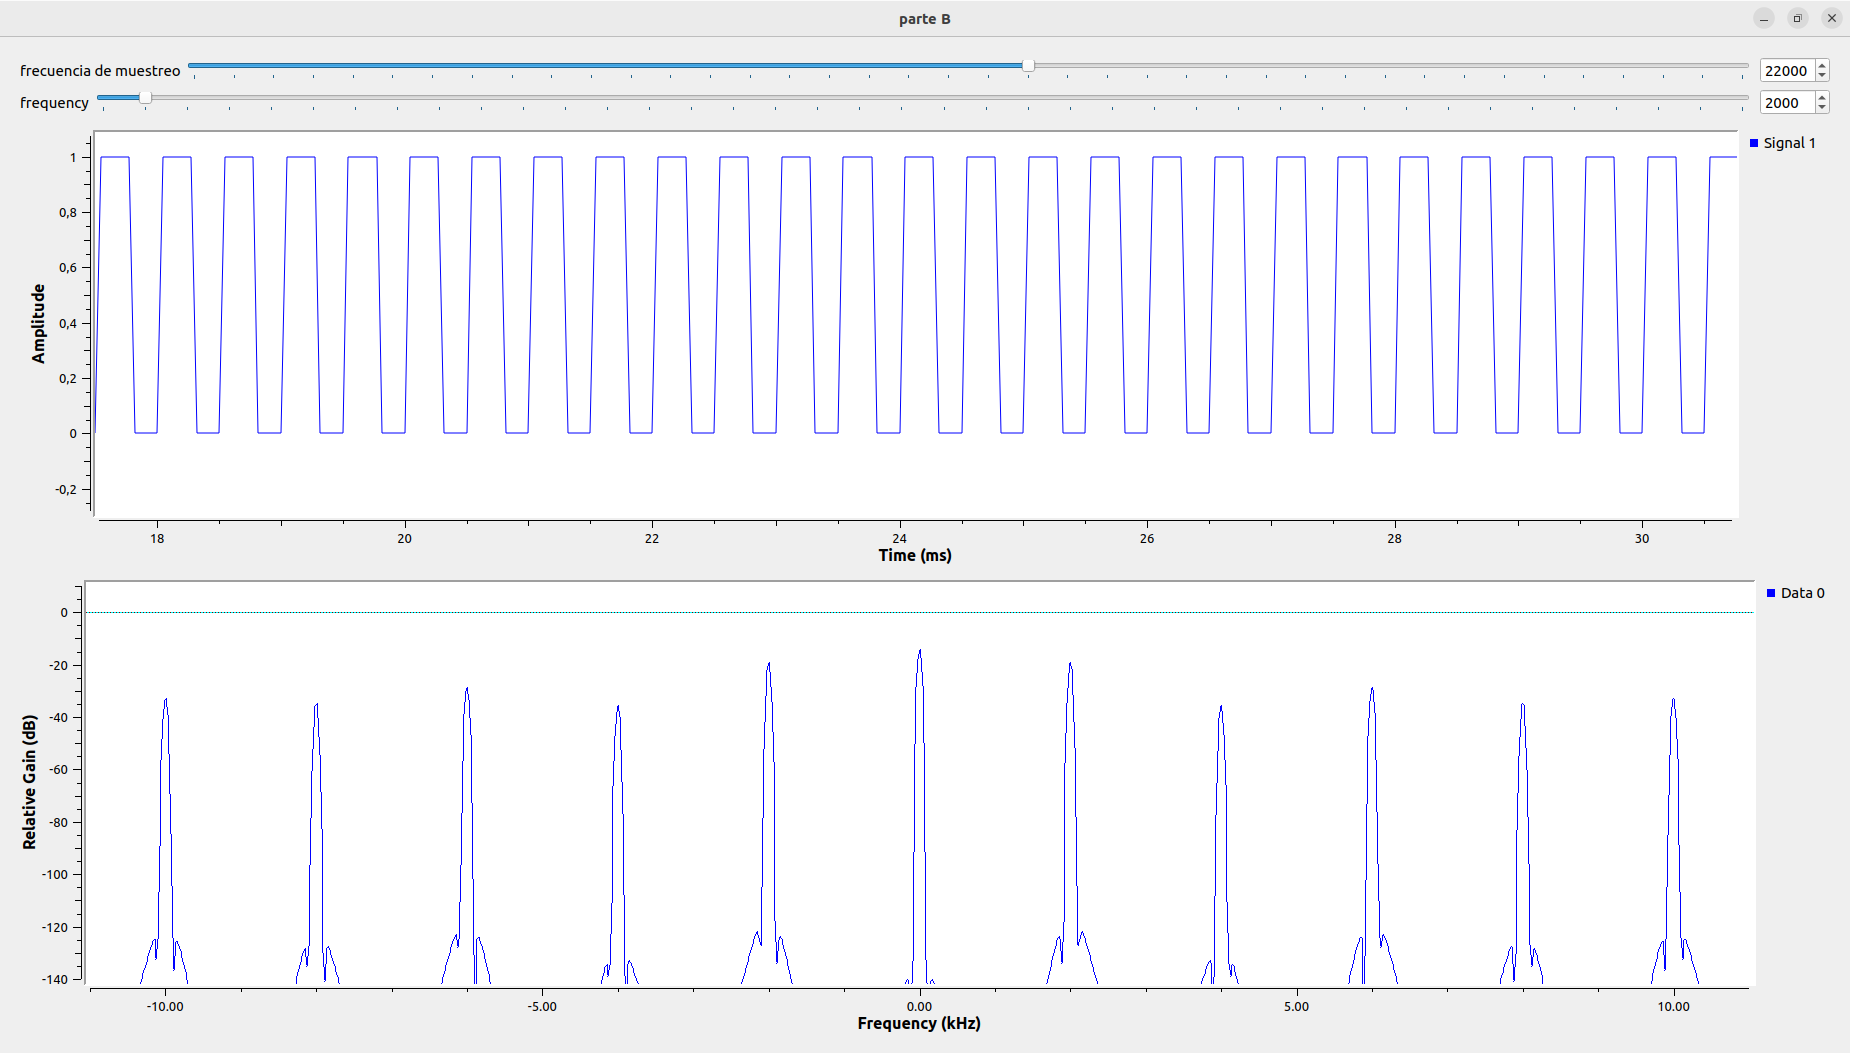 parte B
frecuencia de muestreo 22000
frequency 2000
Signal 1
1
0,8
0,6
0,4
0,2
0
-0,2
Amplitude
18 20 22 24 26 28 30
Time (ms)
Data 0
0
-20
-40
-60
-80
-100
-120
-140
Relative Gain (dB)
-10.00 -5.00 0.00 5.00 10.00
Frequency (kHz)